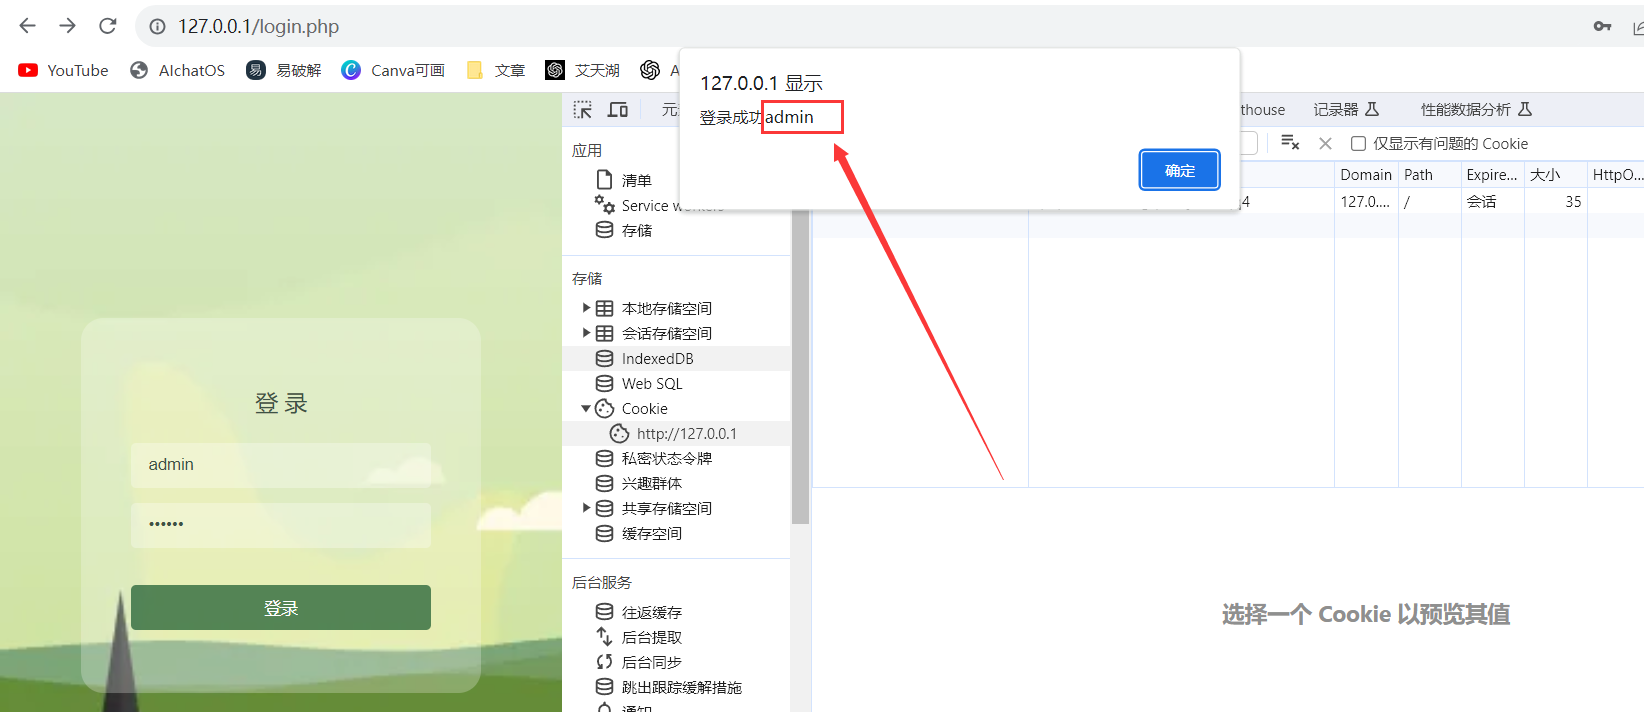 127.0.0.1/login.php
YouTube
AIchatOS
易破解
Canva可画
文章
艾天湖
127.0.0.1 显示
登录成功admin
确定
记录器
性能数据分析
仅显示有问题的 Cookie
Domain Path Expire... 大小 HttpO...
127.0.... / 会话 35
应用
清单
Service workers
存储
存储
本地存储空间
会话存储空间
IndexedDB
Web SQL
Cookie
http://127.0.0.1
私密状态令牌
兴趣群体
共享存储空间
缓存空间
后台服务
往返缓存
后台提取
后台同步
跳出跟踪缓解措施
通知
登录
admin
••••••
登录
选择一个 Cookie 以预览其值